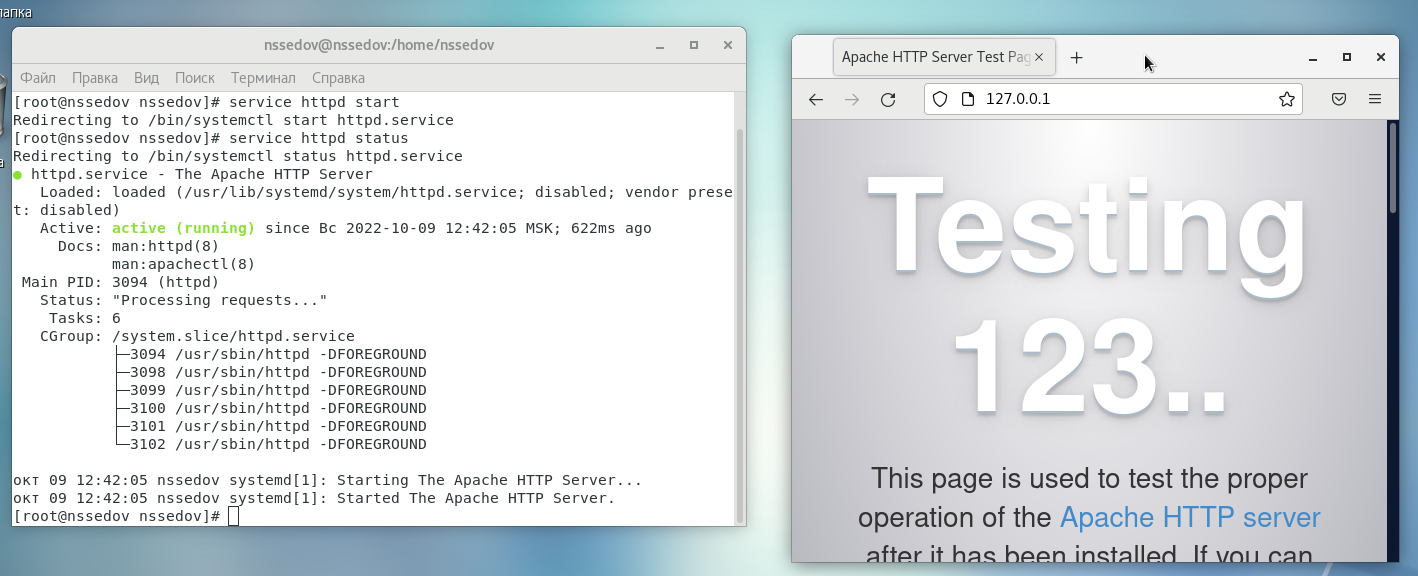 папка
nssedov@nssedov:/home/nssedov
Файл Правка Вид Поиск Терминал Справка
[root@nssedov nssedov]# service httpd start
Redirecting to /bin/systemctl start httpd.service
[root@nssedov nssedov]# service httpd status
Redirecting to /bin/systemctl status httpd.service
● httpd.service - The Apache HTTP Server
Loaded: loaded (/usr/lib/systemd/system/httpd.service; disabled; vendor prese
t: disabled)
Active: active (running) since Вс 2022-10-09 12:42:05 MSK; 622ms ago
Docs: man:httpd(8)
man:apachectl(8)
Main PID: 3094 (httpd)
Status: "Processing requests..."
Tasks: 6
CGroup: /system.slice/httpd.service
├─3094 /usr/sbin/httpd -DFOREGROUND
├─3098 /usr/sbin/httpd -DFOREGROUND
├─3099 /usr/sbin/httpd -DFOREGROUND
├─3100 /usr/sbin/httpd -DFOREGROUND
├─3101 /usr/sbin/httpd -DFOREGROUND
└─3102 /usr/sbin/httpd -DFOREGROUND
окт 09 12:42:05 nssedov systemd[1]: Starting The Apache HTTP Server...
окт 09 12:42:05 nssedov systemd[1]: Started The Apache HTTP Server.
[root@nssedov nssedov]#
Apache HTTP Server Test Pag
127.0.0.1
Testing
123..
This page is used to test the proper
operation of the Apache HTTP server
after it has been installed. If you can